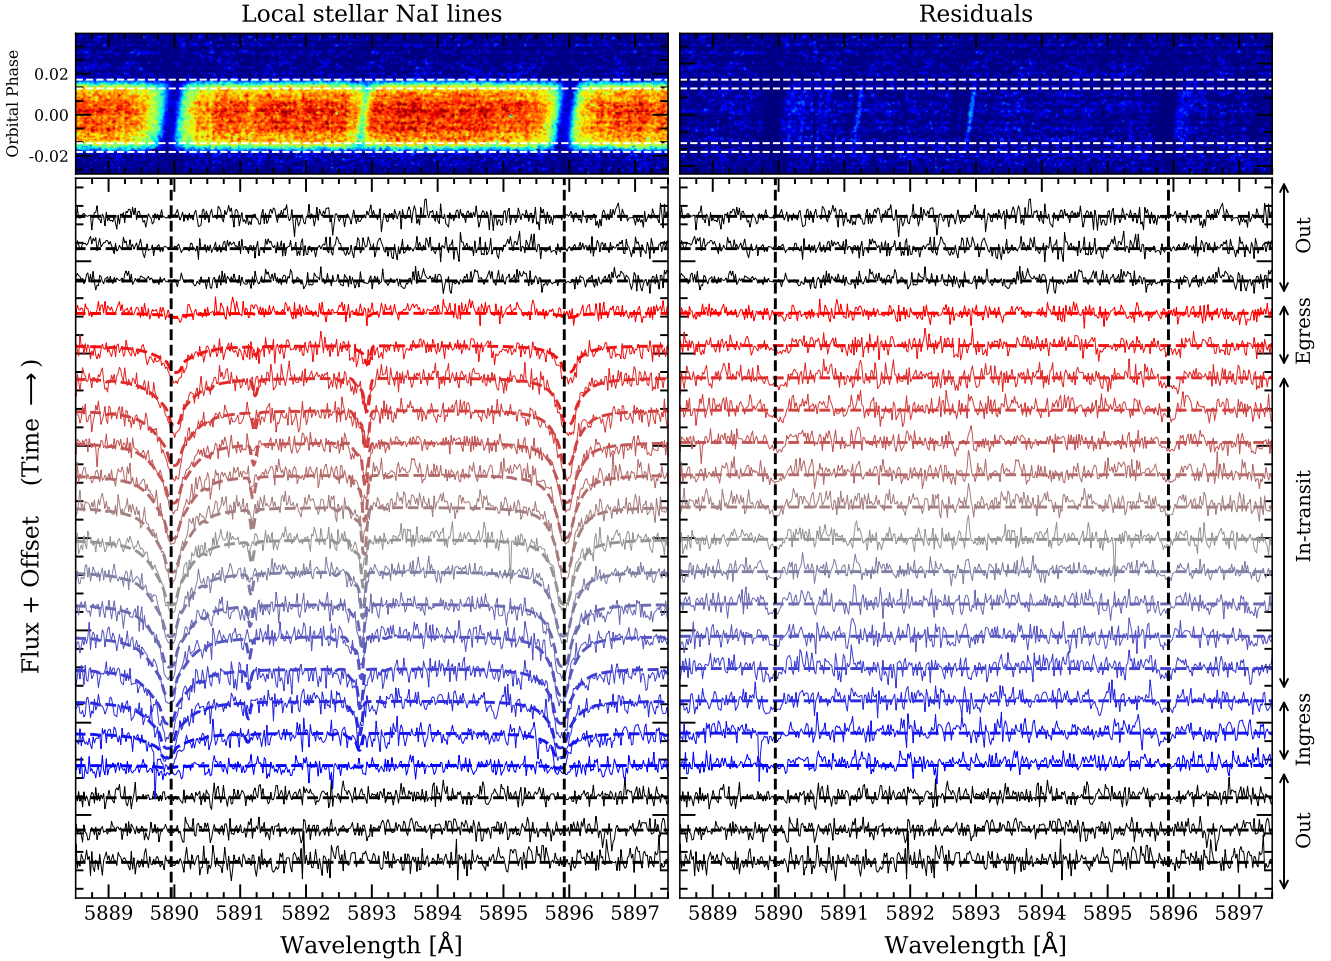 Local stellar NaI lines
Residuals
Orbital Phase
0.02
0.00
-0.02
Flux + Offset (Time ⟶)
Out
Egress
In-transit
Ingress
Out
5889 5890 5891 5892 5893 5894 5895 5896 5897
5889 5890 5891 5892 5893 5894 5895 5896 5897
Wavelength [Å]
Wavelength [Å]